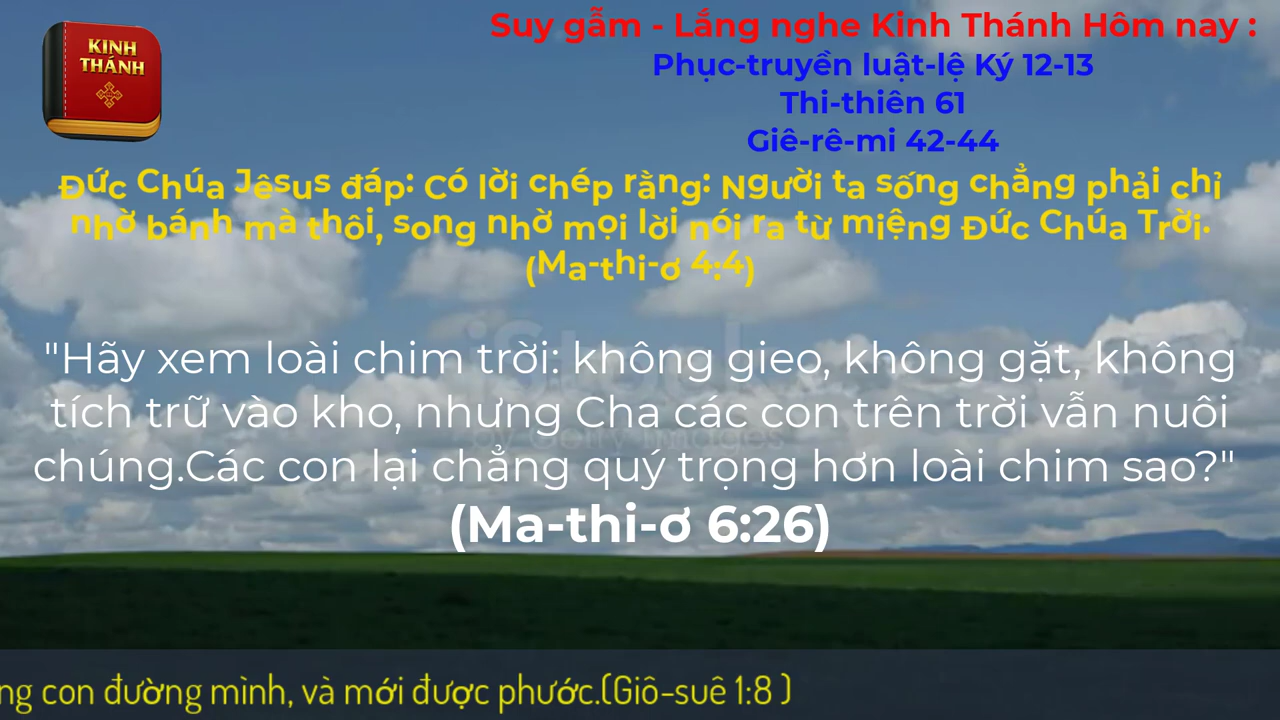 KINH
THÁNH
Suy gẫm - Lắng nghe Kinh Thánh Hôm nay :
Phục-truyền luật-lệ Ký 12-13
Thi-thiên 61
Giê-rê-mi 42-44
Đức Chúa Jêsus đáp: Có lời chép rằng: Người ta sống chẳng phải chỉ
nhờ bánh mà thôi, song nhờ mọi lời nói ra từ miệng Đức Chúa Trời.
(Ma-thi-ơ 4:4)
iStock
by Getty Images
"Hãy xem loài chim trời: không gieo, không gặt, không
tích trữ vào kho, nhưng Cha các con trên trời vẫn nuôi
chúng.Các con lại chẳng quý trọng hơn loài chim sao?"
(Ma-thi-ơ 6:26)
ng con đường mình, và mới được phước.(Giô-suê 1:8 )